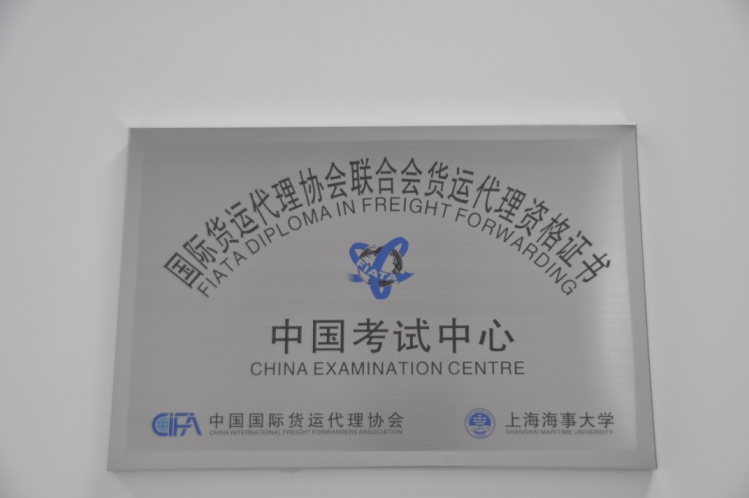 国际货运代理协会联合会货运代理资格证书
FIATA DIPLOMA IN FREIGHT FORWARDING
FIATA
中国考试中心
CHINA EXAMINATION CENTRE
CIFA 中国国际货运代理协会
CHINA INTERNATIONAL FREIGHT FORWARDERS ASSOCIATION
上海海事大学
SHANGHAI MARITIME UNIVERSITY